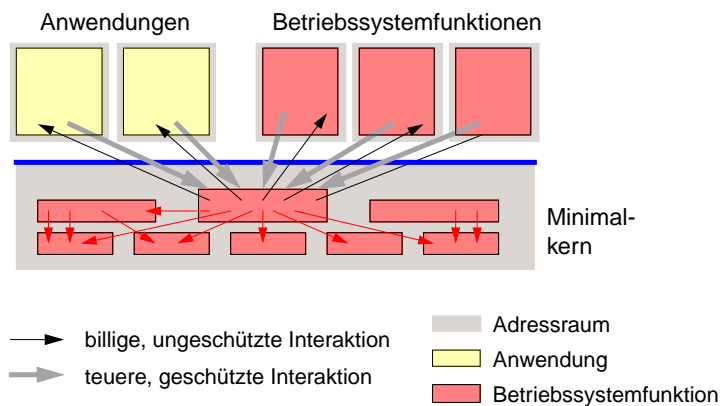 Anwendungen
Betriebssystemfunktionen
Minimal-
kern
billige, ungeschützte Interaktion
teuere, geschützte Interaktion
Adressraum
Anwendung
Betriebssystemfunktion